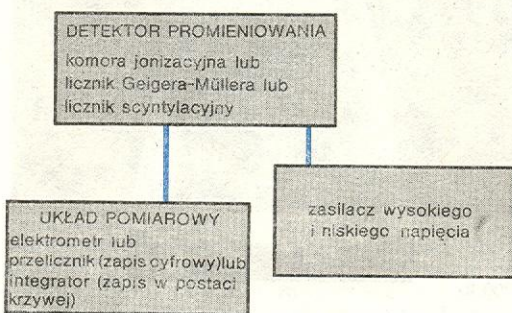 DETEKTOR PROMIENIOWANIA
komora jonizacyjna lub
licznik Geigera-Müllera lub
licznik scyntylacyjny
UKŁAD POMIAROWY
elektrometr lub
przelicznik (zapis cyfrowy) lub
integrator (zapis w postaci
krzywej)
zasilacz wysokiego
i niskiego napięcia